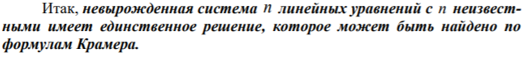 Итак, невырожденная система n линейных уравнений с n неизвест-
ными имеет единственное решение, которое может быть найдено по
формулам Крамера.